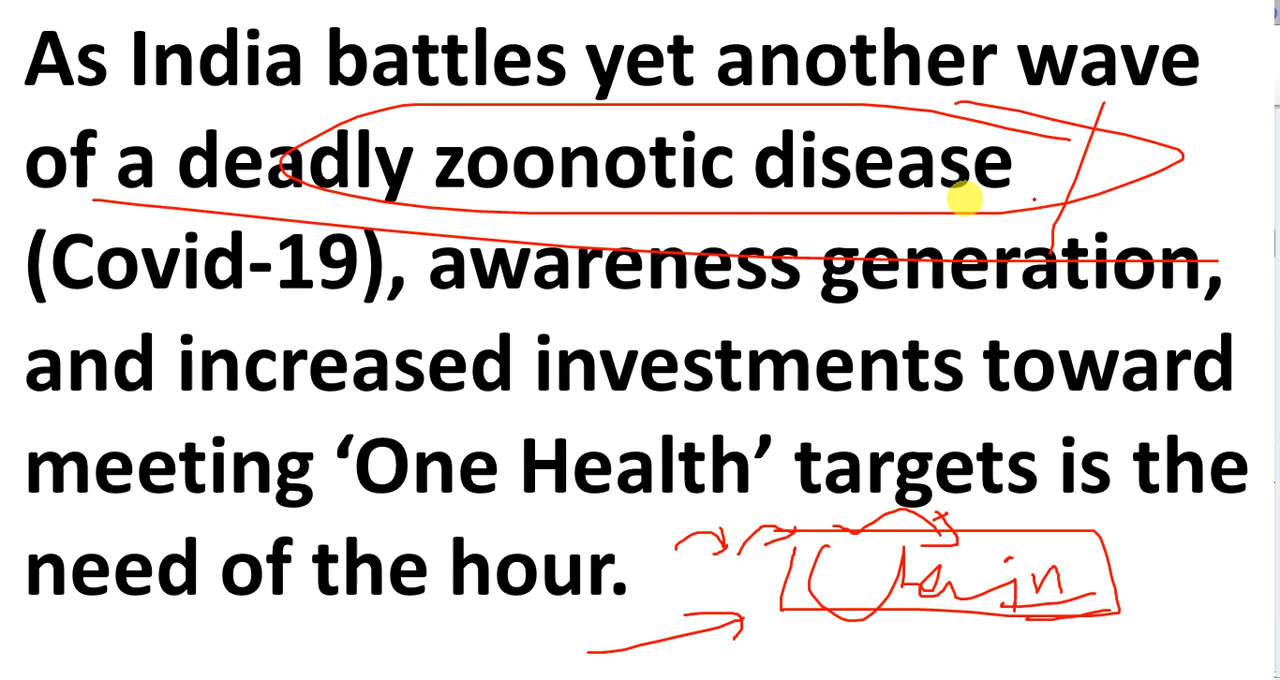 As India battles yet another wave
of a deadly zoonotic disease
(Covid-19), awareness generation,
and increased investments toward
meeting ‘One Health’ targets is the
need of the hour.